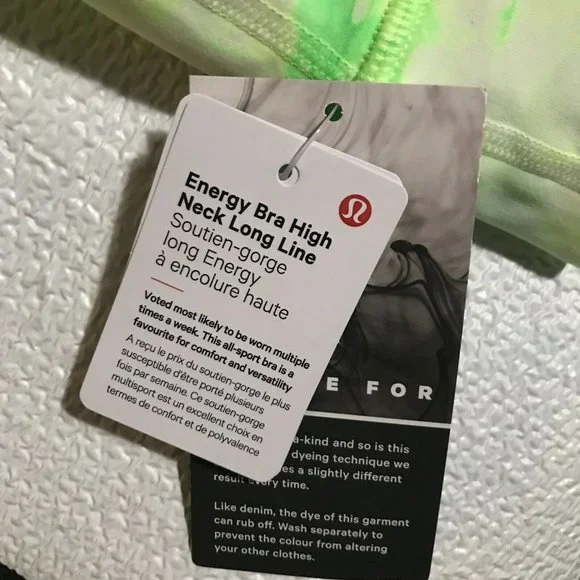 Energy Bra High
Neck Long Line
Soutien-gorge
long Energy
à encolure haute
Voted most likely to be worn multiple
times a week. This all-sport bra is a
favourite for comfort and versatility
A reçu le prix du soutien-gorge le plus
susceptible d'être porté plusieurs
fois par semaine. Ce soutien-gorge
multisport est un excellent choix en
termes de confort et de polyvalence
E FOR
a-kind and so is this
dyeing technique we
es a slightly different
result every time.
Like denim, the dye of this garment
can rub off. Wash separately to
prevent the colour from altering
your other clothes.